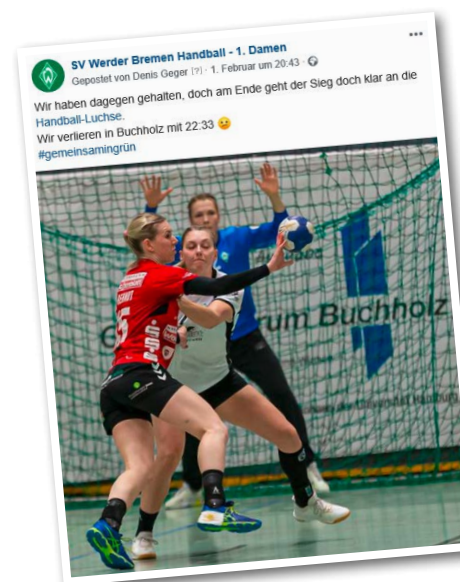 SV Werder Bremen Handball - 1. Damen
Gepostet von Denis Geger [?] · 1. Februar um 20:43 ·
Wir haben dagegen gehalten, doch am Ende geht der Sieg doch klar an die
Handball-Luchse.
Wir verlieren in Buchholz mit 22:33 😉
#gemeinsamingrün
um Buchholz